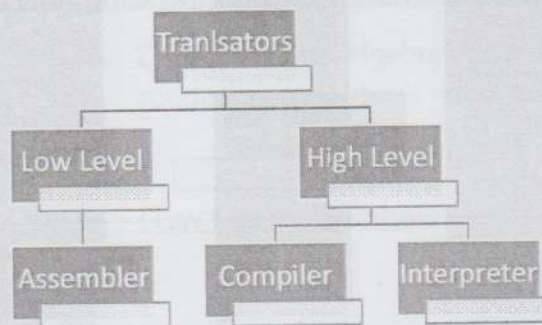 Tranlsators
Low Level
High Level
Assembler
Compiler
Interpreter